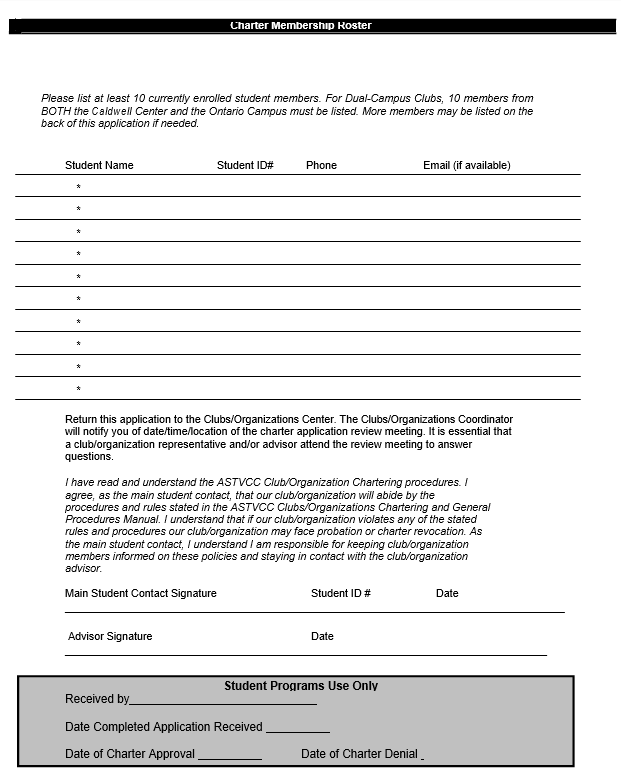 Charter Membership Roster
Please list at least 10 currently enrolled student members. For Dual-Campus Clubs, 10 members from
BOTH the Caldwell Center and the Ontario Campus must be listed. More members may be listed on the
back of this application if needed.
Student Name Student ID# Phone Email (if available)
*
*
*
*
*
*
*
*
*
*
Return this application to the Clubs/Organizations Center. The Clubs/Organizations Coordinator
will notify you of date/time/location of the charter application review meeting. It is essential that
a club/organization representative and/or advisor attend the review meeting to answer
questions.
I have read and understand the ASTVCC Club/Organization Chartering procedures. I
agree, as the main student contact, that our club/organization will abide by the
procedures and rules stated in the ASTVCC Clubs/Organizations Chartering and General
Procedures Manual. I understand that if our club/organization violates any of the stated
rules and procedures our club/organization may face probation or charter revocation. As
the main student contact, I understand I am responsible for keeping club/organization
members informed on these policies and staying in contact with the club/organization
advisor.
Main Student Contact Signature Student ID # Date
Advisor Signature Date
Student Programs Use Only
Received by
Date Completed Application Received
Date of Charter Approval Date of Charter Denial